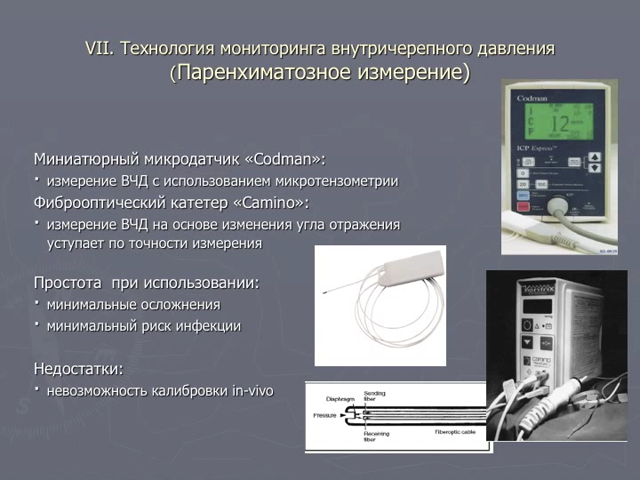 VII. Технология мониторинга внутричерепного давления
(Паренхиматозное измерение)
Миниатюрный микродатчик «Codman»:
измерение ВЧД с использованием микротензометрии
Фиброоптический катетер «Camino»:
измерение ВЧД на основе изменения угла отражения
уступает по точности измерения
Простота при использовании:
минимальные осложнения
минимальный риск инфекции
Недостатки:
невозможность калибровки in-vivo
Codman
I
C
P
12
ICP Express
Diaphragm
Sending
fiber
Pressure
Receiving
fiber
Fiberoptic cable
CAMINO